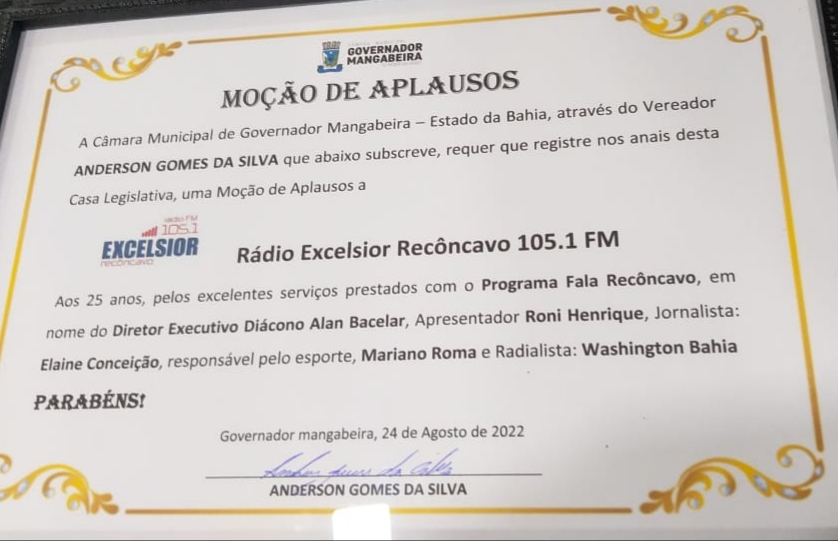 GOVERNADOR
MANGABEIRA
MOÇÃO DE APLAUSOS
A Câmara Municipal de Governador Mangabeira – Estado da Bahia, através do Vereador
ANDERSON GOMES DA SILVA que abaixo subscreve, requer que registre nos anais desta
Casa Legislativa, uma Moção de Aplausos a
rádio FM
105.1
EXCELSIOR
recôncavo
Rádio Excelsior Recôncavo 105.1 FM
Aos 25 anos, pelos excelentes serviços prestados com o Programa Fala Recôncavo, em
nome do Diretor Executivo Diácono Alan Bacelar, Apresentador Roni Henrique, Jornalista:
Elaine Conceição, responsável pelo esporte, Mariano Roma e Radialista: Washington Bahia
PARABÉNS!
Governador mangabeira, 24 de Agosto de 2022
ANDERSON GOMES DA SILVA